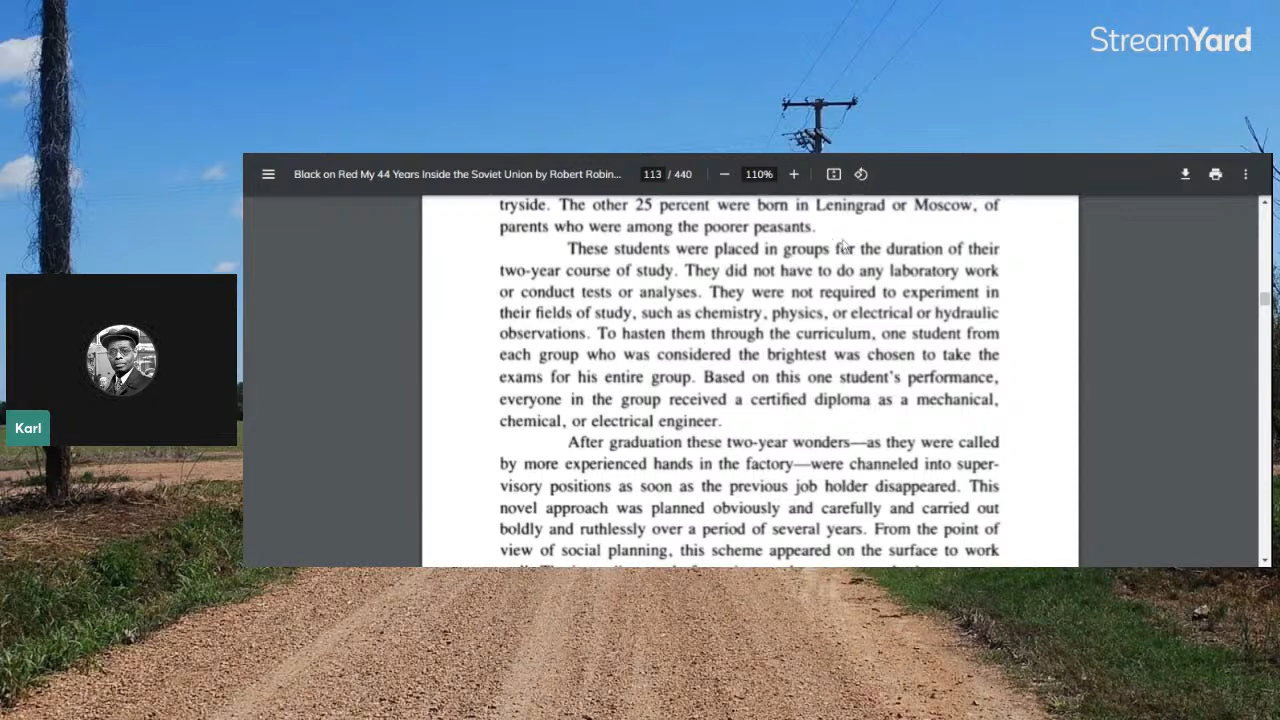 StreamYard
Black on Red My 44 Years Inside the Soviet Union by Robert Robin... 113 / 440 110%
tryside. The other 25 percent were born in Leningrad or Moscow, of
parents who were among the poorer peasants.
These students were placed in groups for the duration of their
two-year course of study. They did not have to do any laboratory work
or conduct tests or analyses. They were not required to experiment in
their fields of study, such as chemistry, physics, or electrical or hydraulic
observations. To hasten them through the curriculum, one student from
each group who was considered the brightest was chosen to take the
exams for his entire group. Based on this one student's performance,
everyone in the group received a certified diploma as a mechanical,
chemical, or electrical engineer.
After graduation these two-year wonders—as they were called
by more experienced hands in the factory—were channeled into super-
visory positions as soon as the previous job holder disappeared. This
novel approach was planned obviously and carefully and carried out
boldly and ruthlessly over a period of several years. From the point of
view of social planning, this scheme appeared on the surface to work
Karl